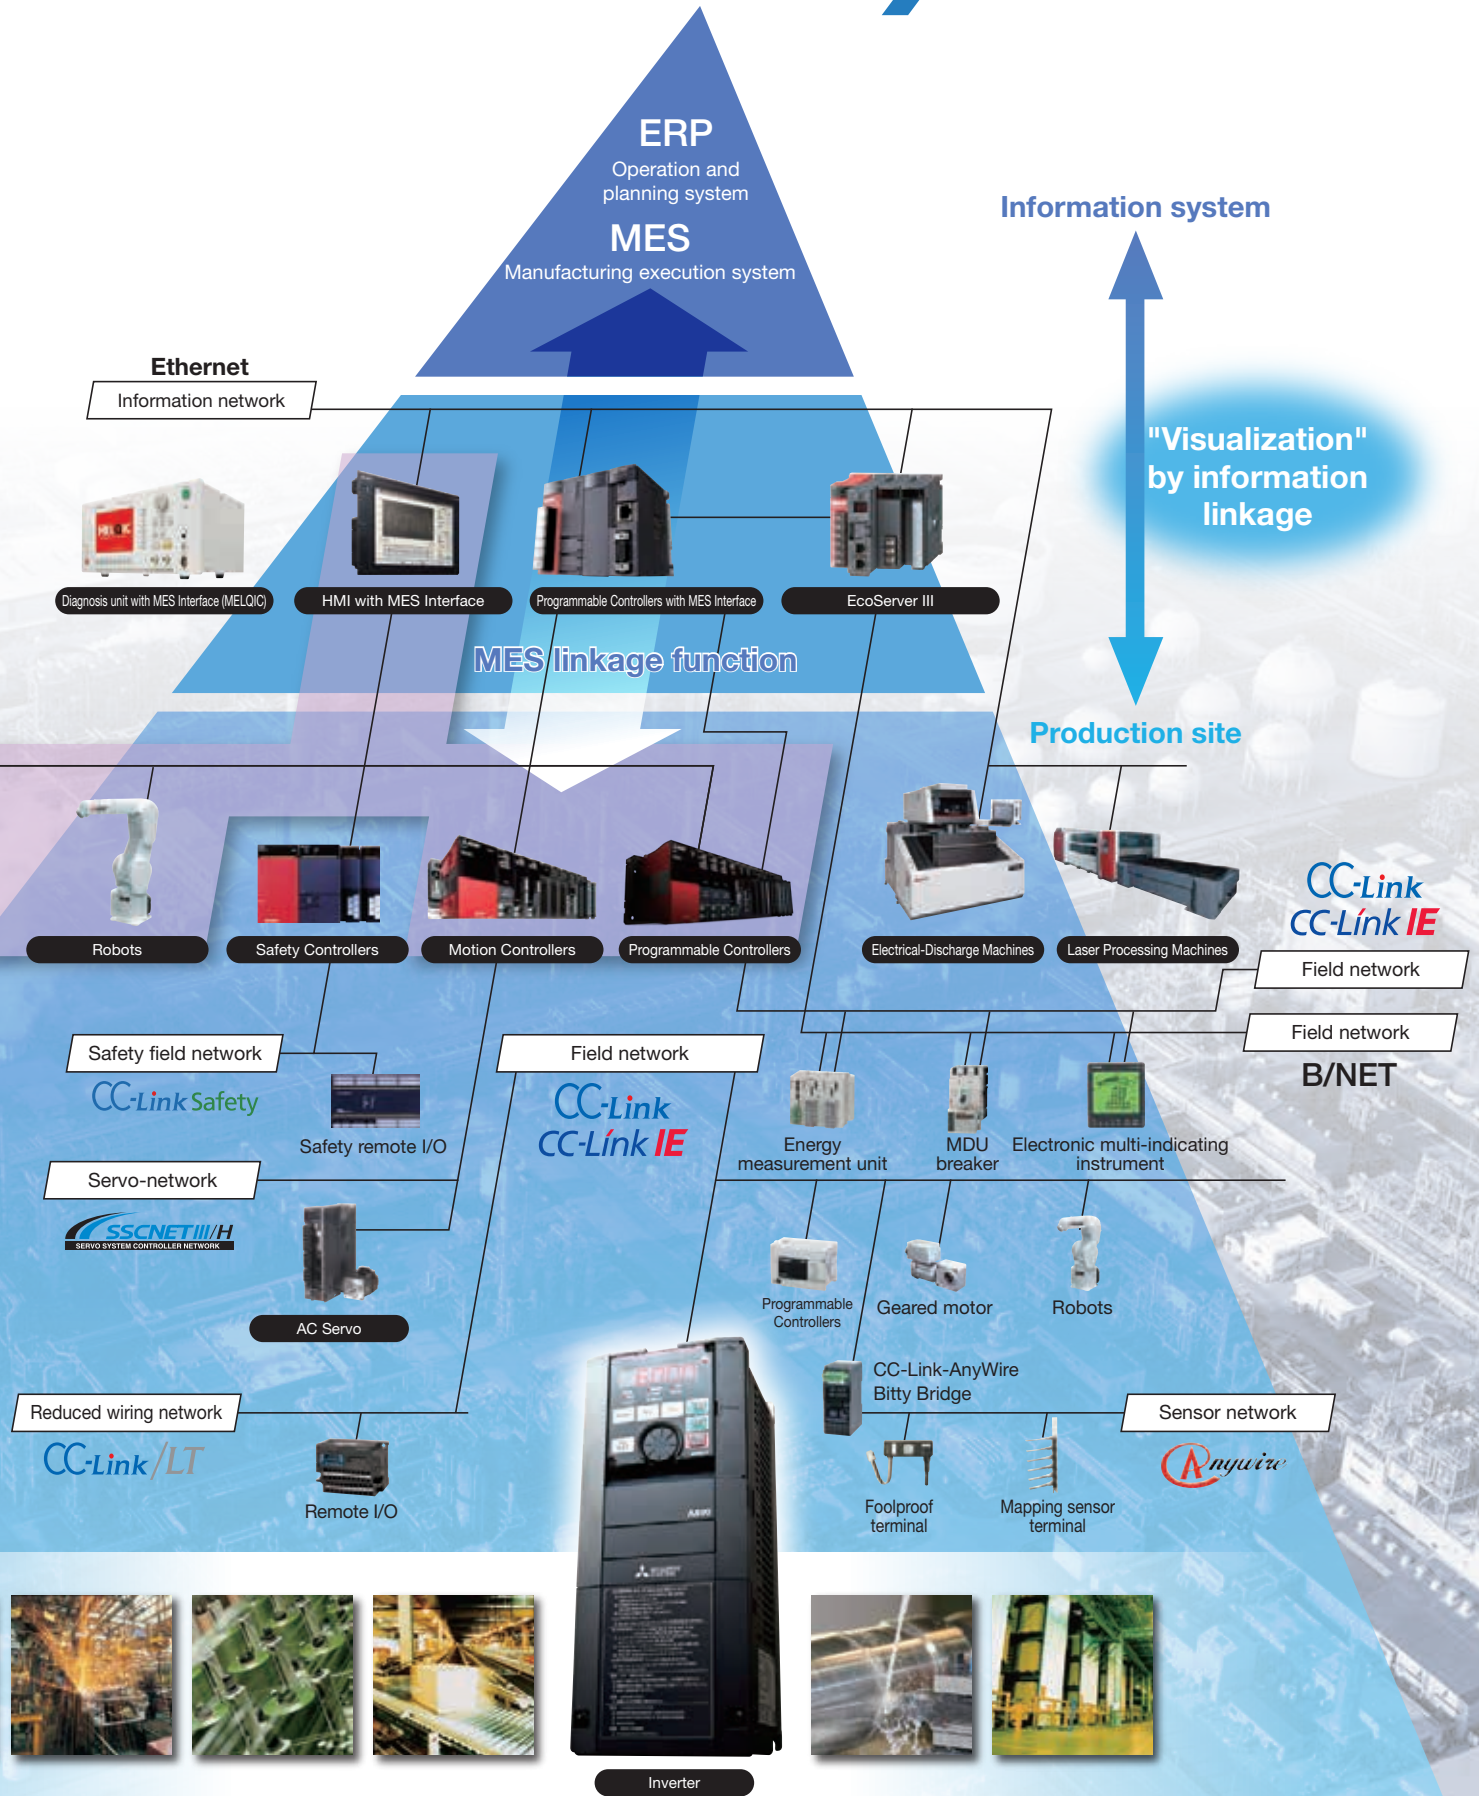 ERP
Operation and
planning system
MES
Manufacturing execution system
Information system
Ethernet
Information network
"Visualization"
by information
linkage
Diagnosis unit with MES Interface (MELQIC)
HMI with MES Interface
Programmable Controllers with MES Interface
EcoServer III
MES linkage function
Production site
Robots
Safety Controllers
Motion Controllers
Programmable Controllers
Electrical-Discharge Machines
Laser Processing Machines
CC-Link
CC-Link IE
Field network
Field network
B/NET
Safety field network
CC-Link Safety
Safety remote I/O
Field network
CC-Link
CC-Link IE
Energy
measurement unit
MDU
breaker
Electronic multi-indicating
instrument
Servo-network
SSCNETIII/H
SERVO SYSTEM CONTROLLER NETWORK
AC Servo
Programmable
Controllers
Geared motor
Robots
CC-Link-AnyWire
Bitty Bridge
Reduced wiring network
CC-Link/LT
Remote I/O
Sensor network
Anywire
Foolproof
terminal
Mapping sensor
terminal
Inverter